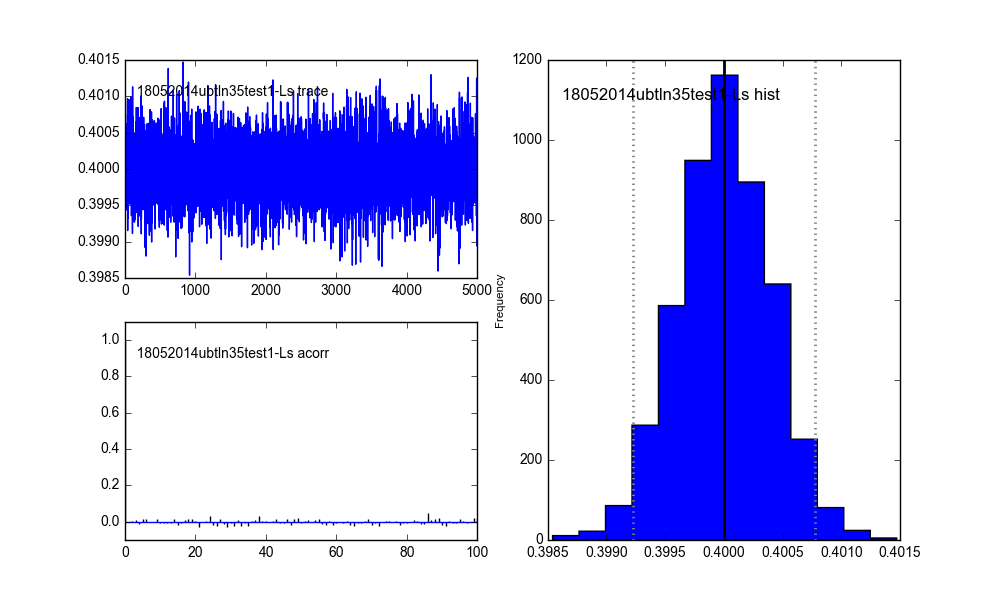 0.4015
0.4010
0.4005
0.4000
0.3995
0.3990
0.3985
18052014ubtln35test1-Ls trace
0 1000 2000 3000 4000 5000
1.0
0.8
0.6
0.4
0.2
0.0
18052014ubtln35test1-Ls acorr
0 20 40 60 80 100
Frequency
1200
1000
800
600
400
200
0
18052014ubtln35test1-Ls hist
0.3985 0.3990 0.3995 0.4000 0.4005 0.4010 0.4015